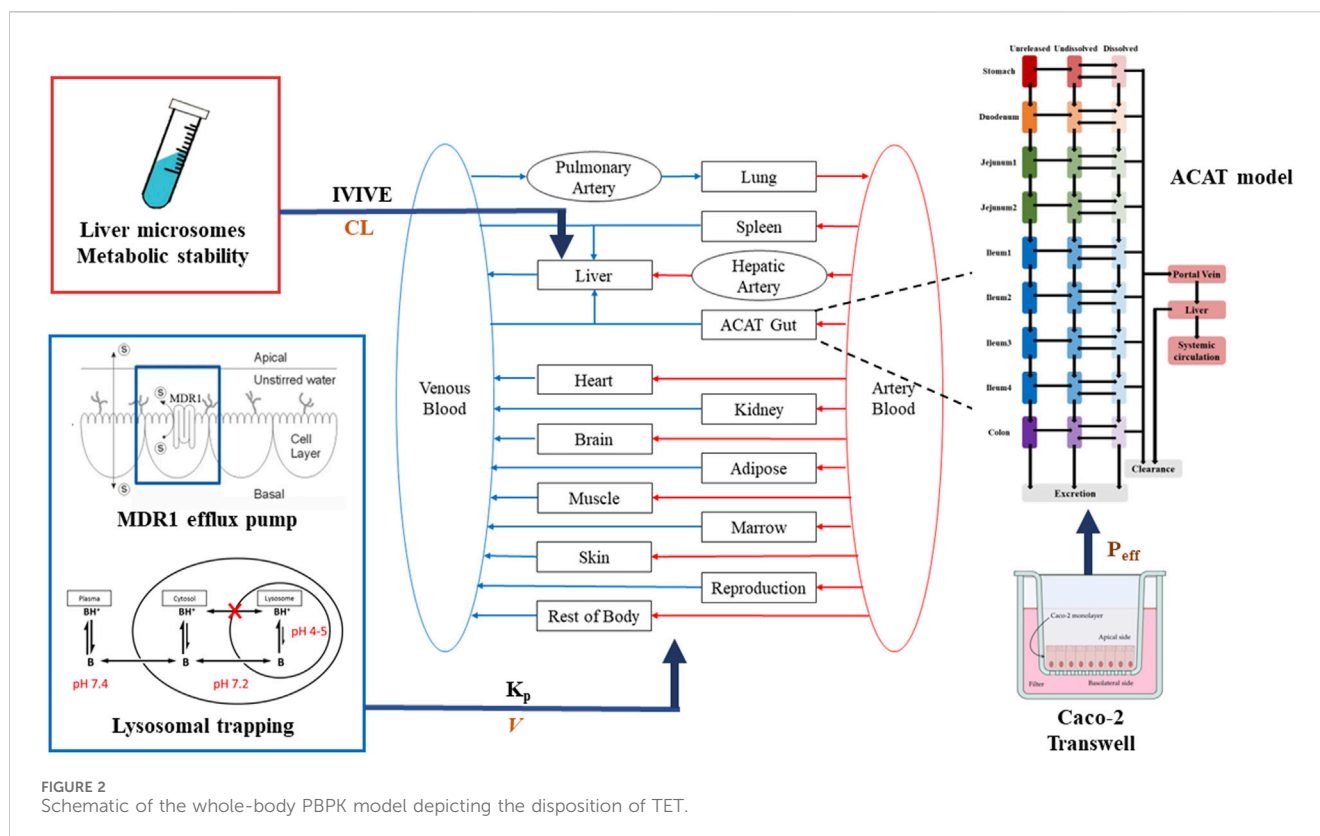 Liver microsomes
Metabolic stability
IVIVE
CL
S
Apical
Unstirred water
MDR1
S
S
Cell
Layer
S
Basal
MDR1 efflux pump
Plasma
Cytosol
Lysosome
BH⁺
BH⁺
BH⁺
pH 4-5
B
B
B
pH 7.4
pH 7.2
Lysosomal trapping
Kp
V
Venous
Blood
Pulmonary
Artery
Lung
Spleen
Liver
Hepatic
Artery
ACAT Gut
Heart
Kidney
Brain
Adipose
Muscle
Marrow
Skin
Reproduction
Rest of Body
Artery
Blood
Unreleased Undissolved Dissolved
Stomach
Duodenum
Jejunum1
Jejunum2
Ileum1
Ileum2
Ileum3
Ileum4
Colon
ACAT model
Portal Vein
Liver
Systemic
circulation
Clearance
Excretion
Peff
Caco-2 monolayer
Apical side
Filter
Basolateral side
Caco-2
Transwell
FIGURE 2
Schematic of the whole-body PBPK model depicting the disposition of TET.